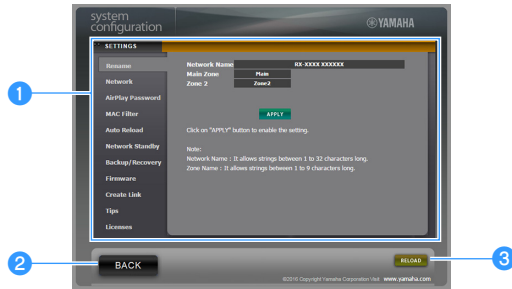 system
configuration
YAMAHA
SETTINGS
Rename
Network
AirPlay Password
MAC Filter
Auto Reload
Network Standby
Backup/Recovery
Firmware
Create Link
Tips
Licenses
Network Name RX-XXXX XXXXXX
Main Zone Main
Zone 2 Zone2
APPLY
Click on "APPLY" button to enable the setting.
Note:
Network Name : It allows strings between 1 to 32 characters long.
Zone Name : It allows strings between 1 to 9 characters long.
1
2
BACK
RELOAD
3
©2010 Copyright Yamaha Corporation Visit www.yamaha.com